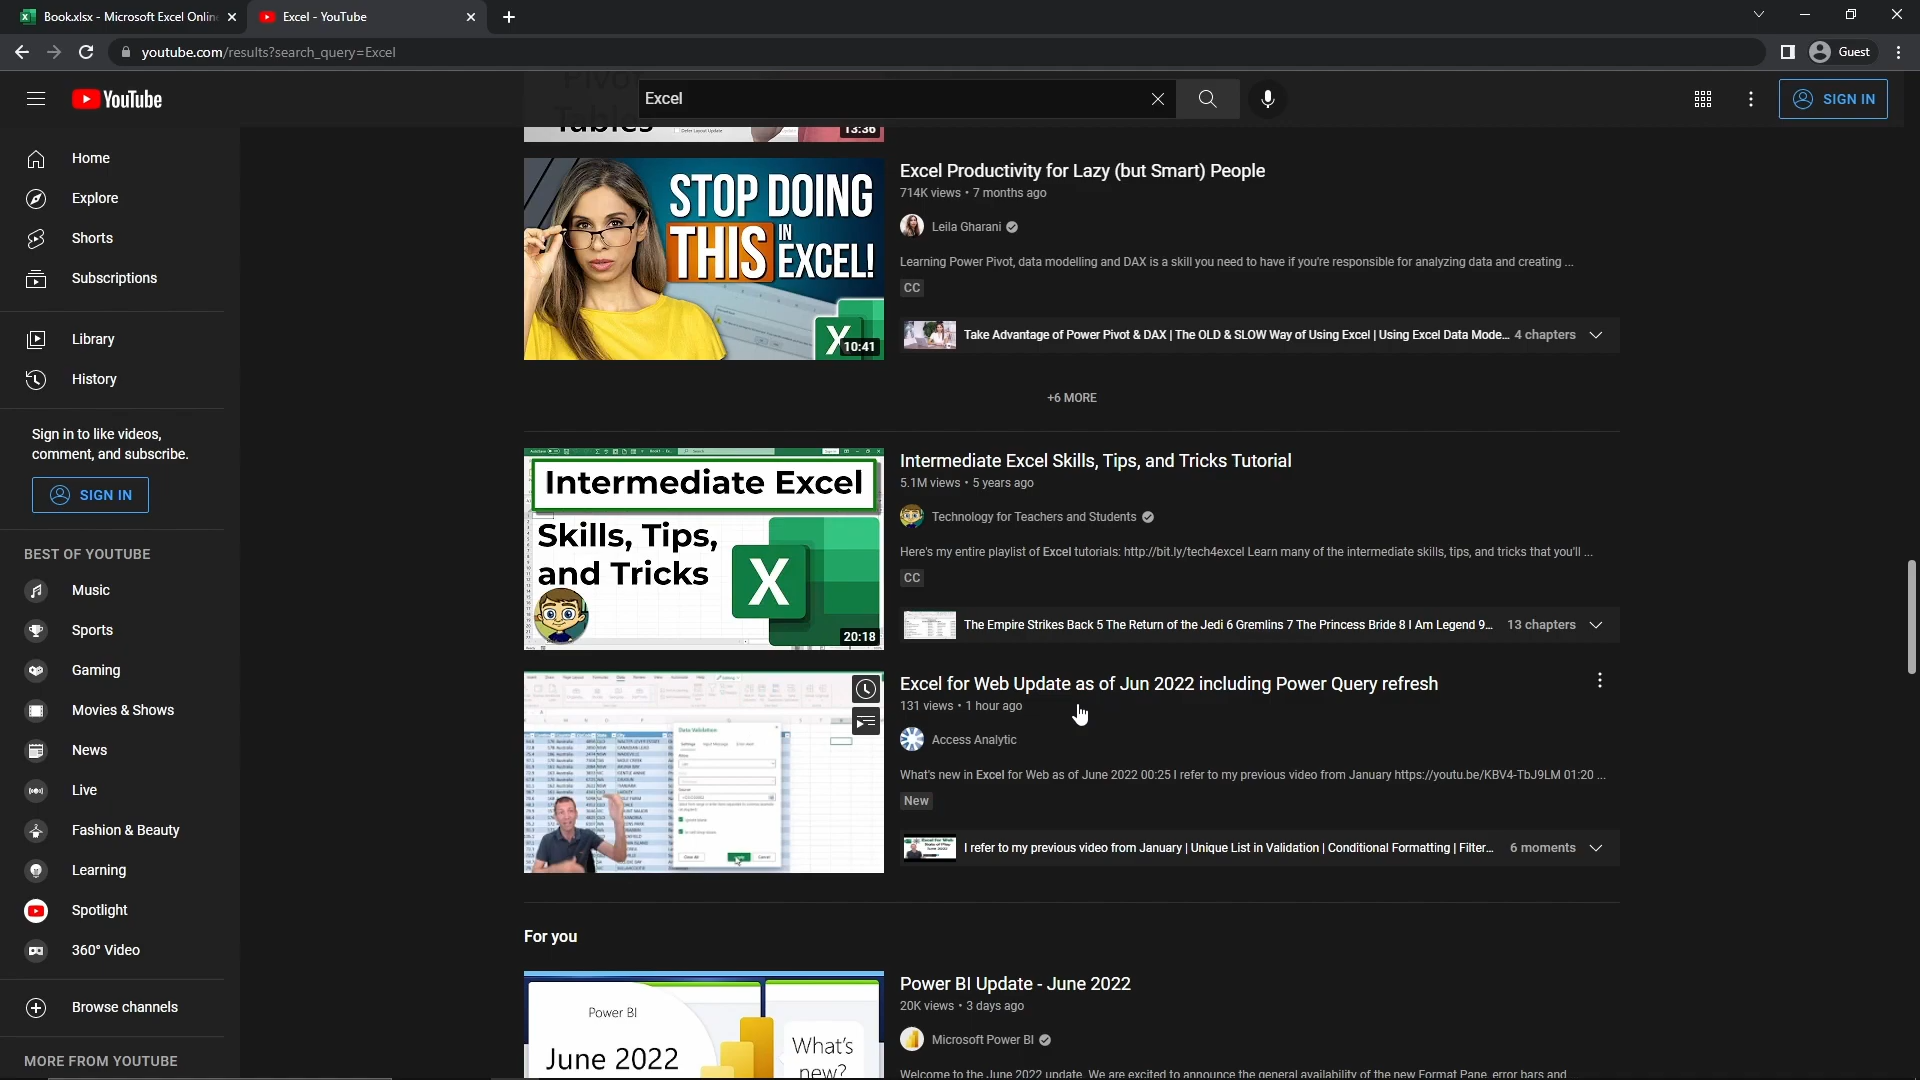 Book.xlsx - Microsoft Excel Onlin
Excel - YouTube
youtube.com/results?search_query=Excel
Guest
YouTube
Excel
SIGN IN
Home
Explore
Shorts
Subscriptions
Library
History
Sign in to like videos,
comment, and subscribe.
SIGN IN
BEST OF YOUTUBE
Music
Sports
Gaming
Movies & Shows
News
Live
Fashion & Beauty
Learning
Spotlight
360° Video
Browse channels
MORE FROM YOUTUBE
Pivot
Tables
13:36
STOP DOING
THIS IN EXCEL!
10:41
Excel Productivity for Lazy (but Smart) People
714K views • 7 months ago
Leila Gharani
Learning Power Pivot, data modelling and DAX is a skill you need to have if you're responsible for analyzing data and creating ...
CC
Take Advantage of Power Pivot & DAX | The OLD & SLOW Way of Using Excel | Using Excel Data Mode... 4 chapters
+6 MORE
Intermediate Excel
Skills, Tips,
and Tricks
20:18
Intermediate Excel Skills, Tips, and Tricks Tutorial
5.1M views • 5 years ago
Technology for Teachers and Students
Here's my entire playlist of Excel tutorials: http://bit.ly/tech4excel Learn many of the intermediate skills, tips, and tricks that you'll ...
CC
The Empire Strikes Back 5 The Return of the Jedi 6 Gremlins 7 The Princess Bride 8 I Am Legend 9... 13 chapters
Data Validation
Excel for Web Update as of Jun 2022 including Power Query refresh
131 views • 1 hour ago
Access Analytic
What's new in Excel for Web as of June 2022 00:25 I refer to my previous video from January https://youtu.be/KBV4-TbJ9LM 01:20 ...
New
I refer to my previous video from January | Unique List in Validation | Conditional Formatting | Filter... 6 moments
For you
Power BI
June 2022
What's
new?
Power BI Update - June 2022
20K views • 3 days ago
Microsoft Power BI
Welcome to the June 2022 update. We are excited to announce the general availability of the new Format Pane, error bars and